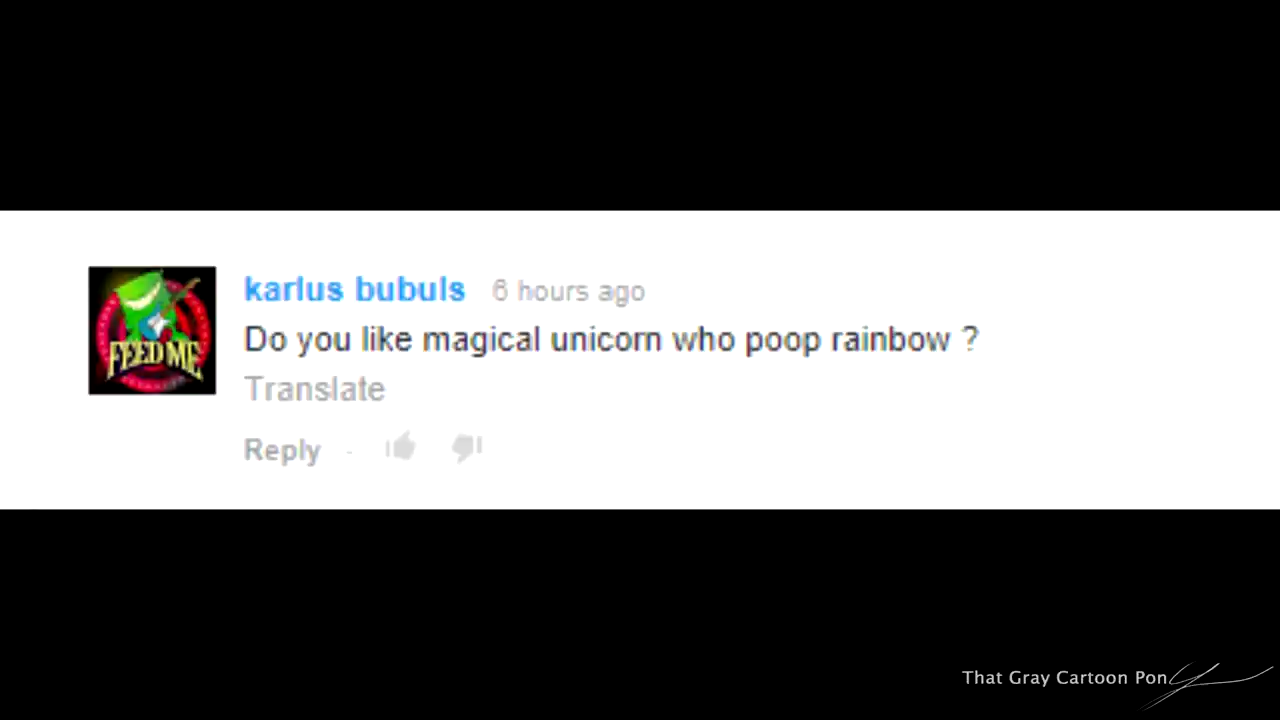 karlus bubuls 6 hours ago
Do you like magical unicorn who poop rainbow ?
Translate
Reply
FEED ME
That Gray Cartoon Pony